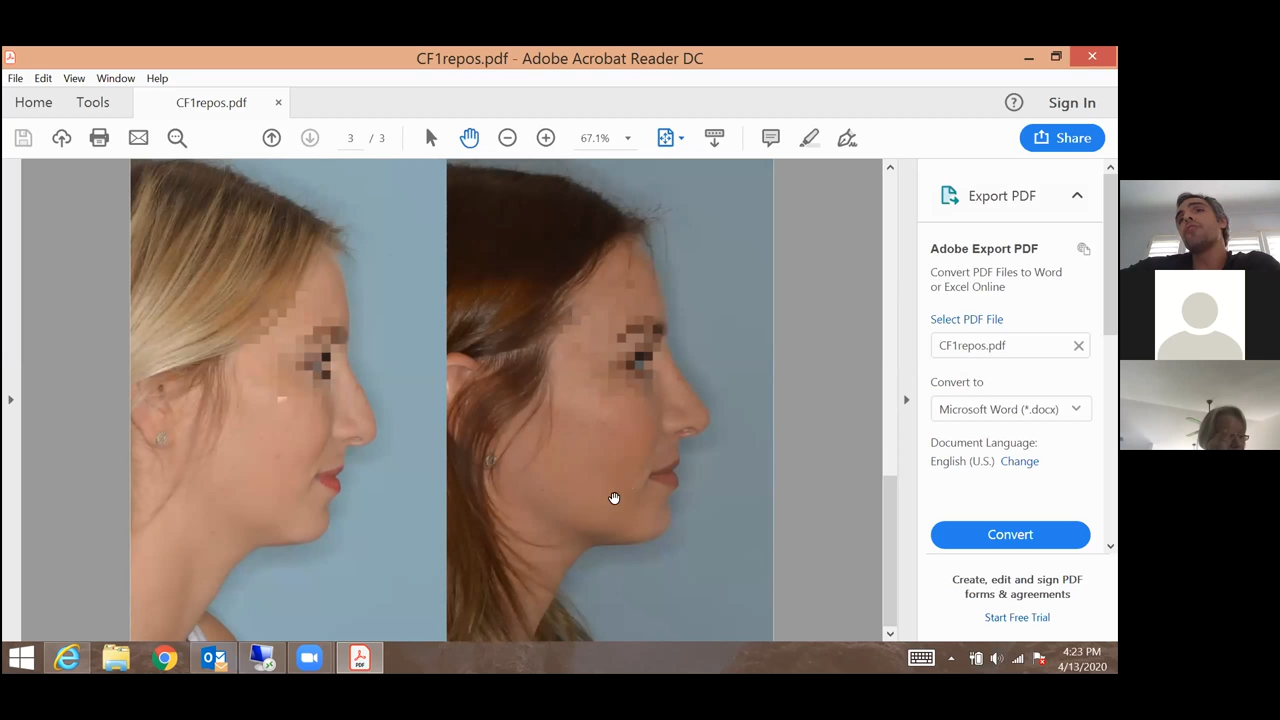 CF1repos.pdf - Adobe Acrobat Reader DC
File Edit View Window Help
Home Tools CF1repos.pdf × Sign In
3 / 3 67.1% Share
Export PDF
Adobe Export PDF
Convert PDF Files to Word
or Excel Online
Select PDF File
CF1repos.pdf
Convert to
Microsoft Word (*.docx)
Document Language:
English (U.S.) Change
Convert
Create, edit and sign PDF
forms & agreements
Start Free Trial
PDF
4:23 PM
4/13/2020